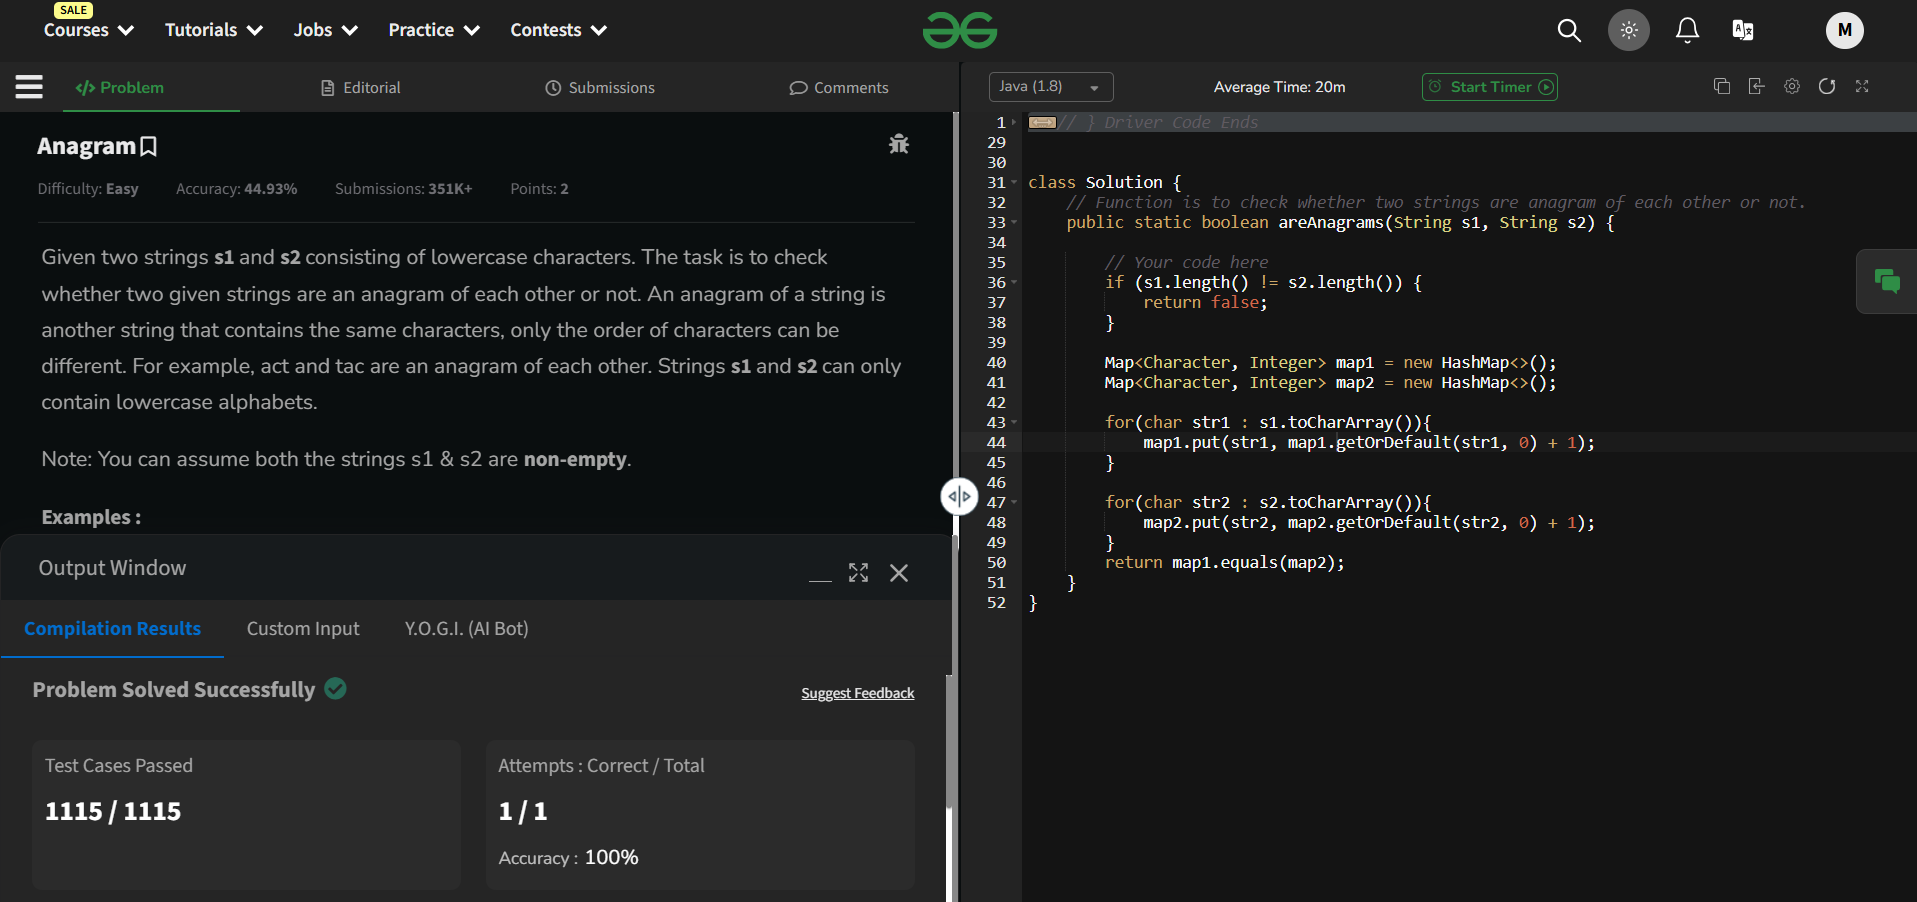 SALE
Courses Tutorials Jobs Practice Contests
M
Problem Editorial Submissions Comments
Anagram
Difficulty: Easy Accuracy: 44.93% Submissions: 351K+ Points: 2
Given two strings s1 and s2 consisting of lowercase characters. The task is to check
whether two given strings are an anagram of each other or not. An anagram of a string is
another string that contains the same characters, only the order of characters can be
different. For example, act and tac are an anagram of each other. Strings s1 and s2 can only
contain lowercase alphabets.
Note: You can assume both the strings s1 & s2 are non-empty.
Examples :
Output Window
Compilation Results Custom Input Y.O.G.I. (AI Bot)
Problem Solved Successfully
Suggest Feedback
Test Cases Passed
1115 / 1115
Attempts : Correct / Total
1 / 1
Accuracy : 100%
Java (1.8) Average Time: 20m Start Timer
1 // } Driver Code Ends
29
30
31 class Solution {
32 // Function is to check whether two strings are anagram of each other or not.
33 public static boolean areAnagrams(String s1, String s2) {
34
35 // Your code here
36 if (s1.length() != s2.length()) {
37 return false;
38 }
39
40 Map<Character, Integer> map1 = new HashMap<>();
41 Map<Character, Integer> map2 = new HashMap<>();
42
43 for(char str1 : s1.toCharArray()){
44 map1.put(str1, map1.getOrDefault(str1, 0) + 1);
45 }
46
47 for(char str2 : s2.toCharArray()){
48 map2.put(str2, map2.getOrDefault(str2, 0) + 1);
49 }
50 return map1.equals(map2);
51 }
52 }